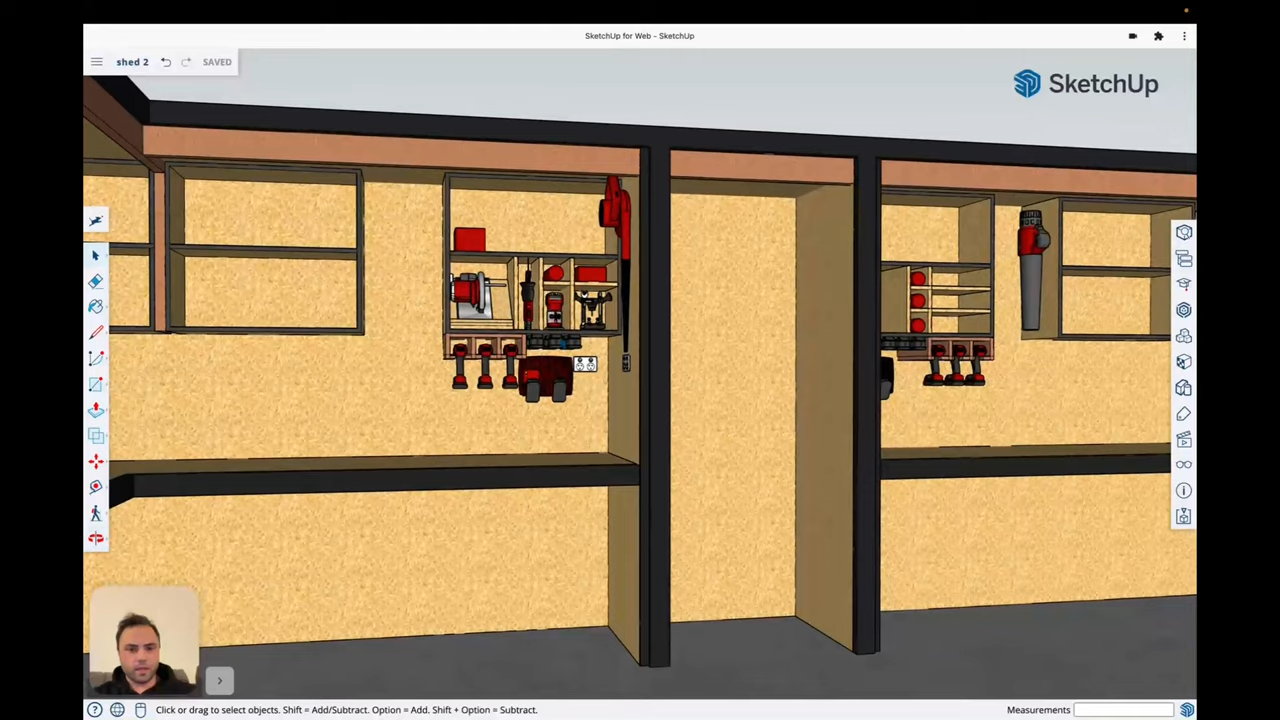 SketchUp for Web - SketchUp
shed 2
SAVED
SketchUp
Click or drag to select objects. Shift = Add/Subtract. Option = Add. Shift + Option = Subtract.
Measurements